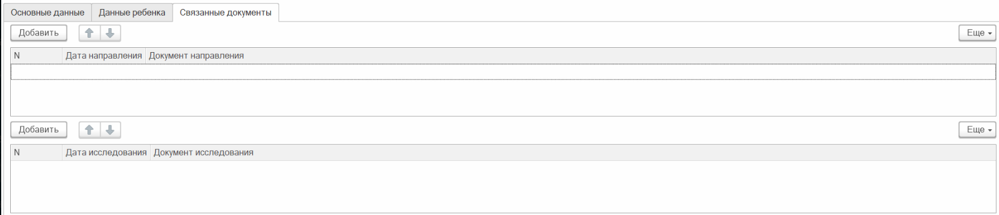 Основные данные Данные ребенка Связанные документы
Добавить Еще
N Дата направления Документ направления
Добавить Еще
N Дата исследования Документ исследования